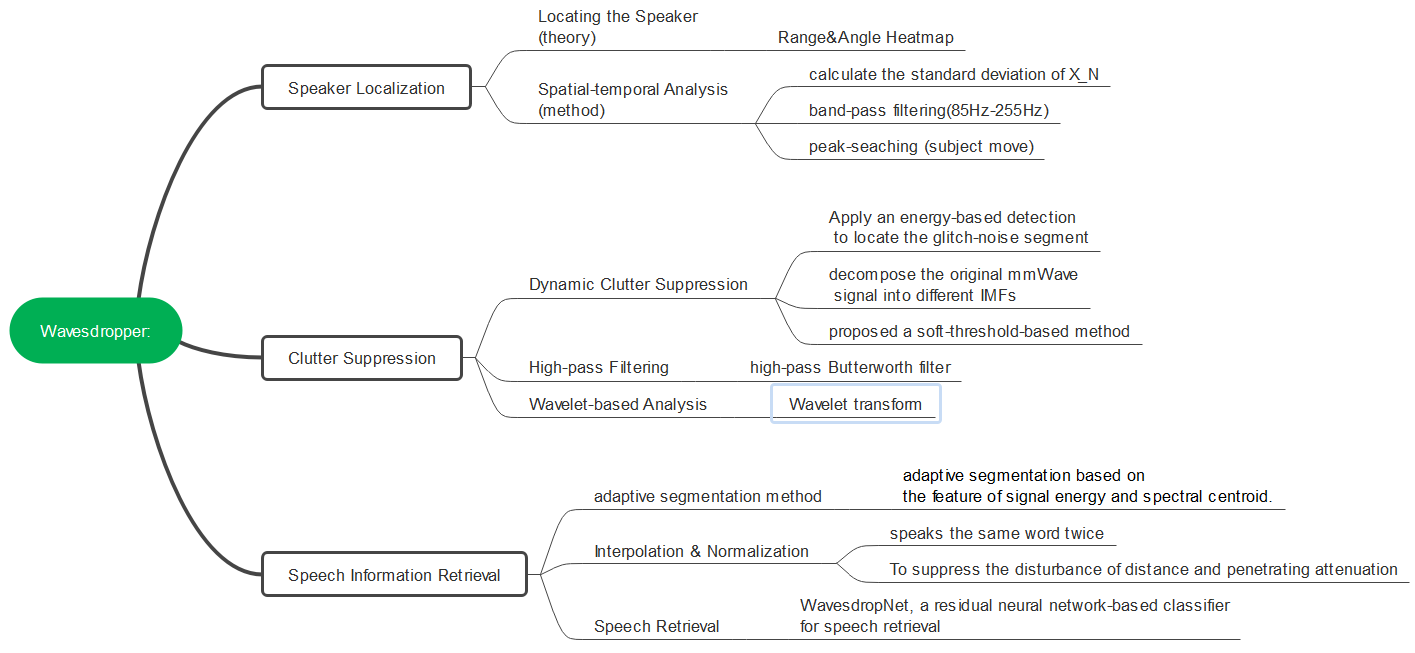 Wavesdropper:
Speaker Localization
Locating the Speaker
(theory)
Range&Angle Heatmap
Spatial-temporal Analysis
(method)
calculate the standard deviation of X_N
band-pass filtering(85Hz-255Hz)
peak-seaching (subject move)
Clutter Suppression
Dynamic Clutter Suppression
Apply an energy-based detection
to locate the glitch-noise segment
decompose the original mmWave
signal into different IMFs
proposed a soft-threshold-based method
High-pass Filtering
high-pass Butterworth filter
Wavelet-based Analysis
Wavelet transform
Speech Information Retrieval
adaptive segmentation method
adaptive segmentation based on
the feature of signal energy and spectral centroid.
Interpolation & Normalization
speaks the same word twice
To suppress the disturbance of distance and penetrating attenuation
Speech Retrieval
WavesdropNet, a residual neural network-based classifier
for speech retrieval